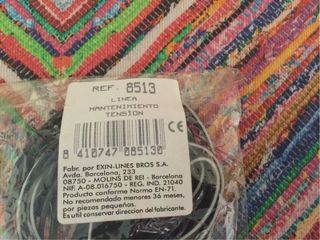 REF. 8513
LINEA
MANTENIMIENTO
TENSION
8 410747 085130
CE
Fabr. por EXIN-LINES BROS S.A.
Avda. Barcelona, 233
08750 - MOLINS DE REI - Barcelona
NIF. A-08.016750 - REG. IND. 21040
Producto conforme Norma EN-71.
No recomendado menores 36 meses,
por piezas pequeñas.
Es util conservar direccion del fabricante.